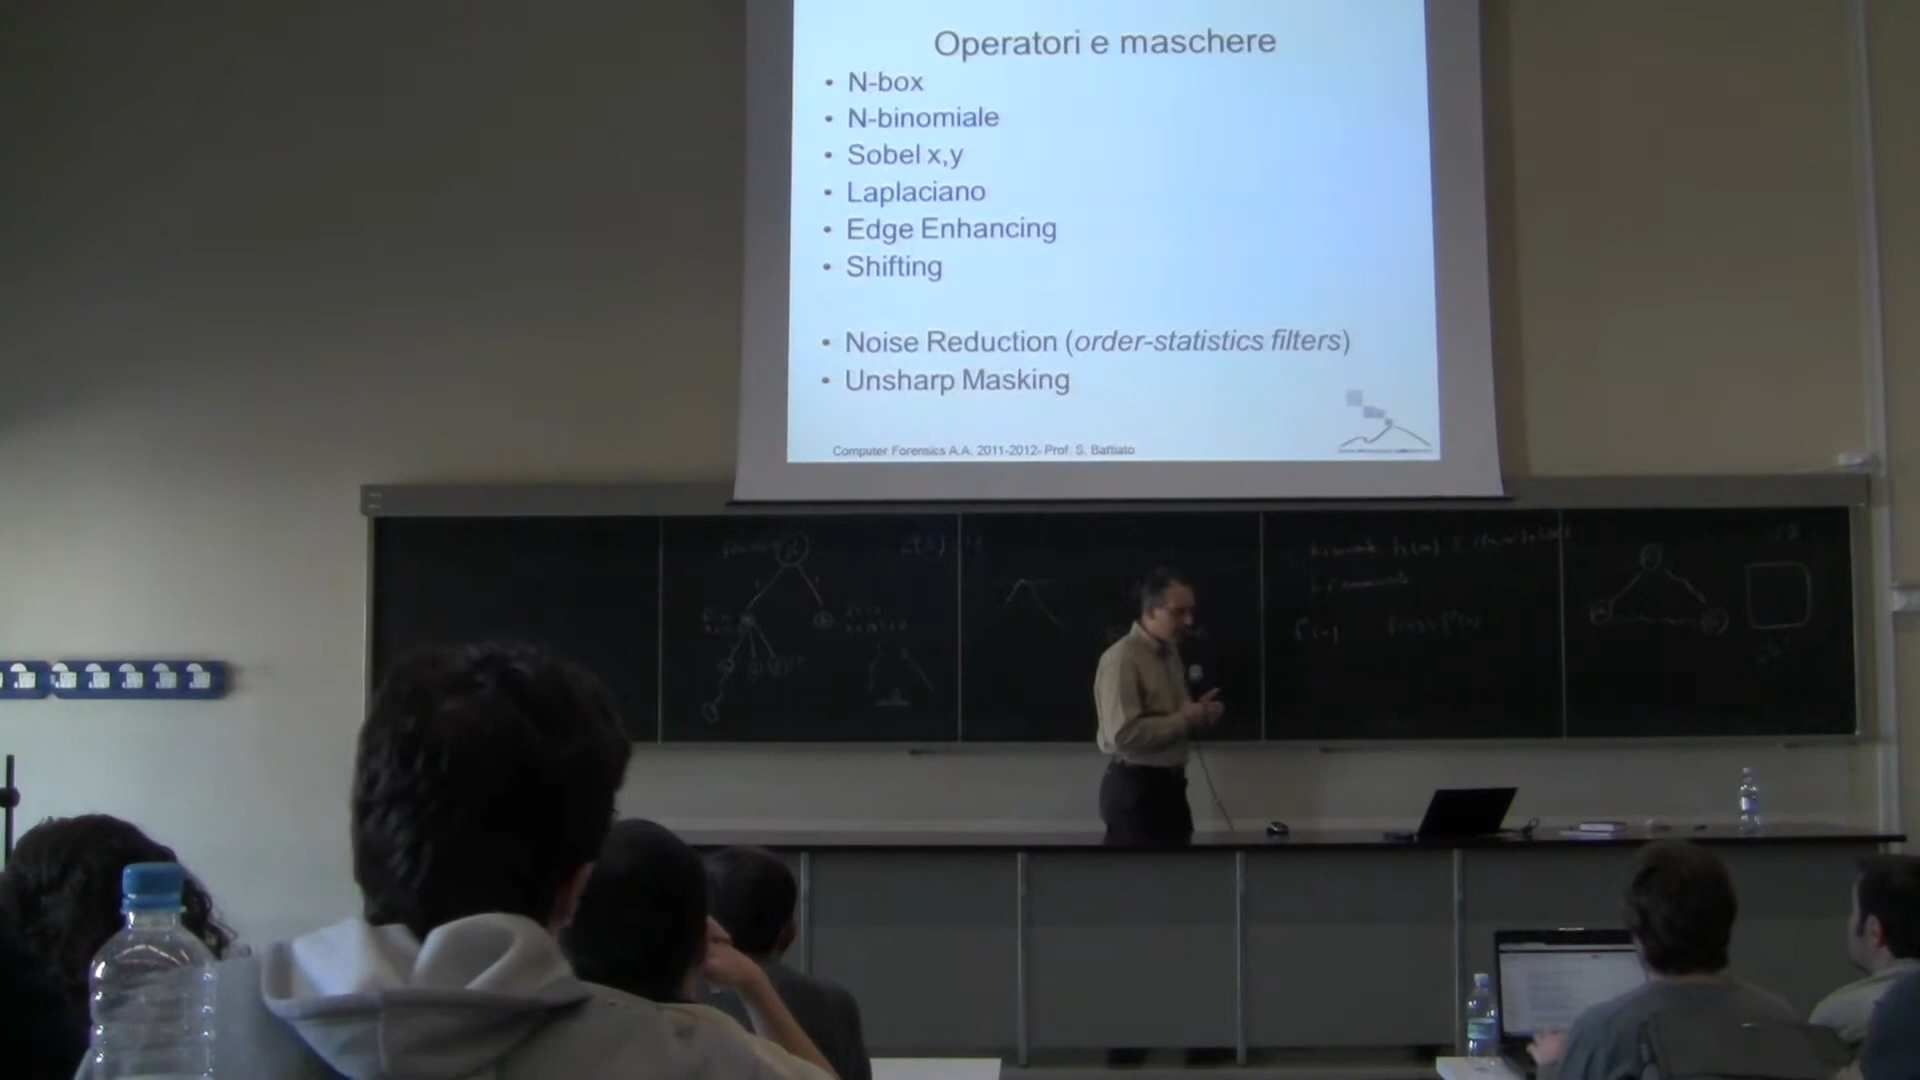 Operatori e maschere
• N-box
• N-binomiale
• Sobel x,y
• Laplaciano
• Edge Enhancing
• Shifting
• Noise Reduction (order-statistics filters)
• Unsharp Masking
Computer Forensics A.A. 2011-2012- Prof. S. Battiato